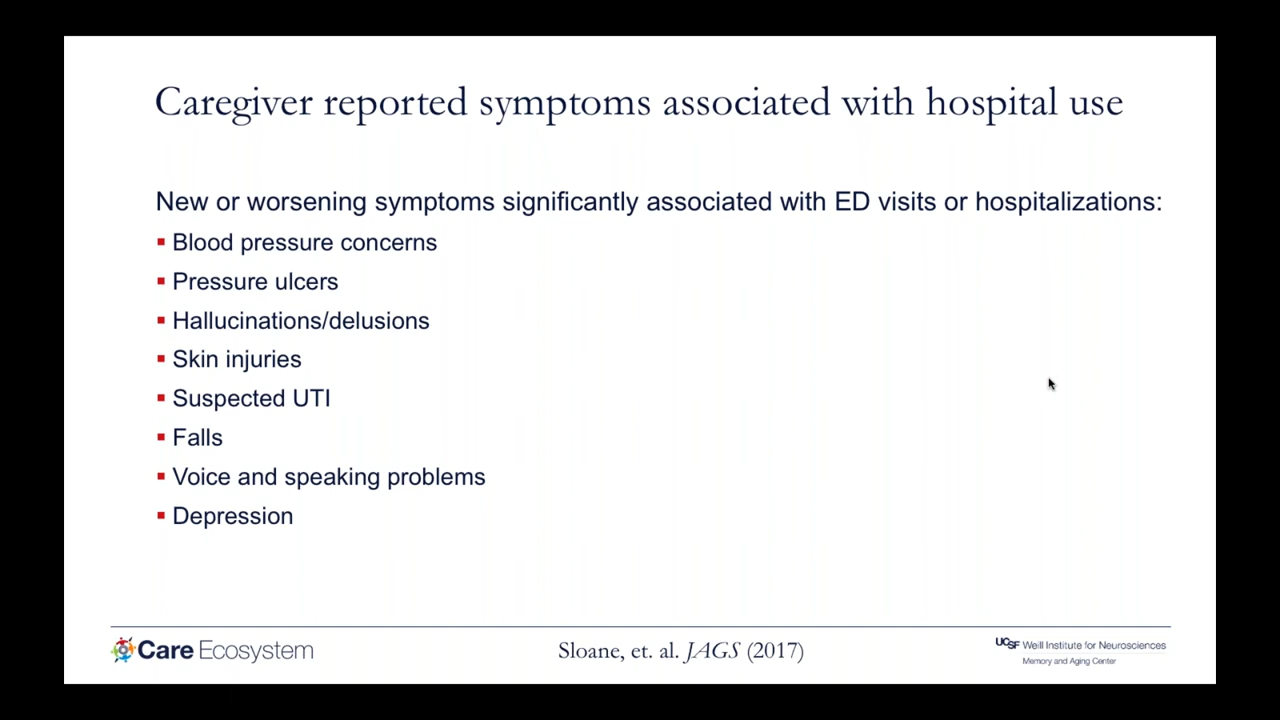 Caregiver reported symptoms associated with hospital use
New or worsening symptoms significantly associated with ED visits or hospitalizations:
▪ Blood pressure concerns
▪ Pressure ulcers
▪ Hallucinations/delusions
▪ Skin injuries
▪ Suspected UTI
▪ Falls
▪ Voice and speaking problems
▪ Depression
Care Ecosystem
Sloane, et. al. JAGS (2017)
UCSF Weill Institute for Neurosciences
Memory and Aging Center